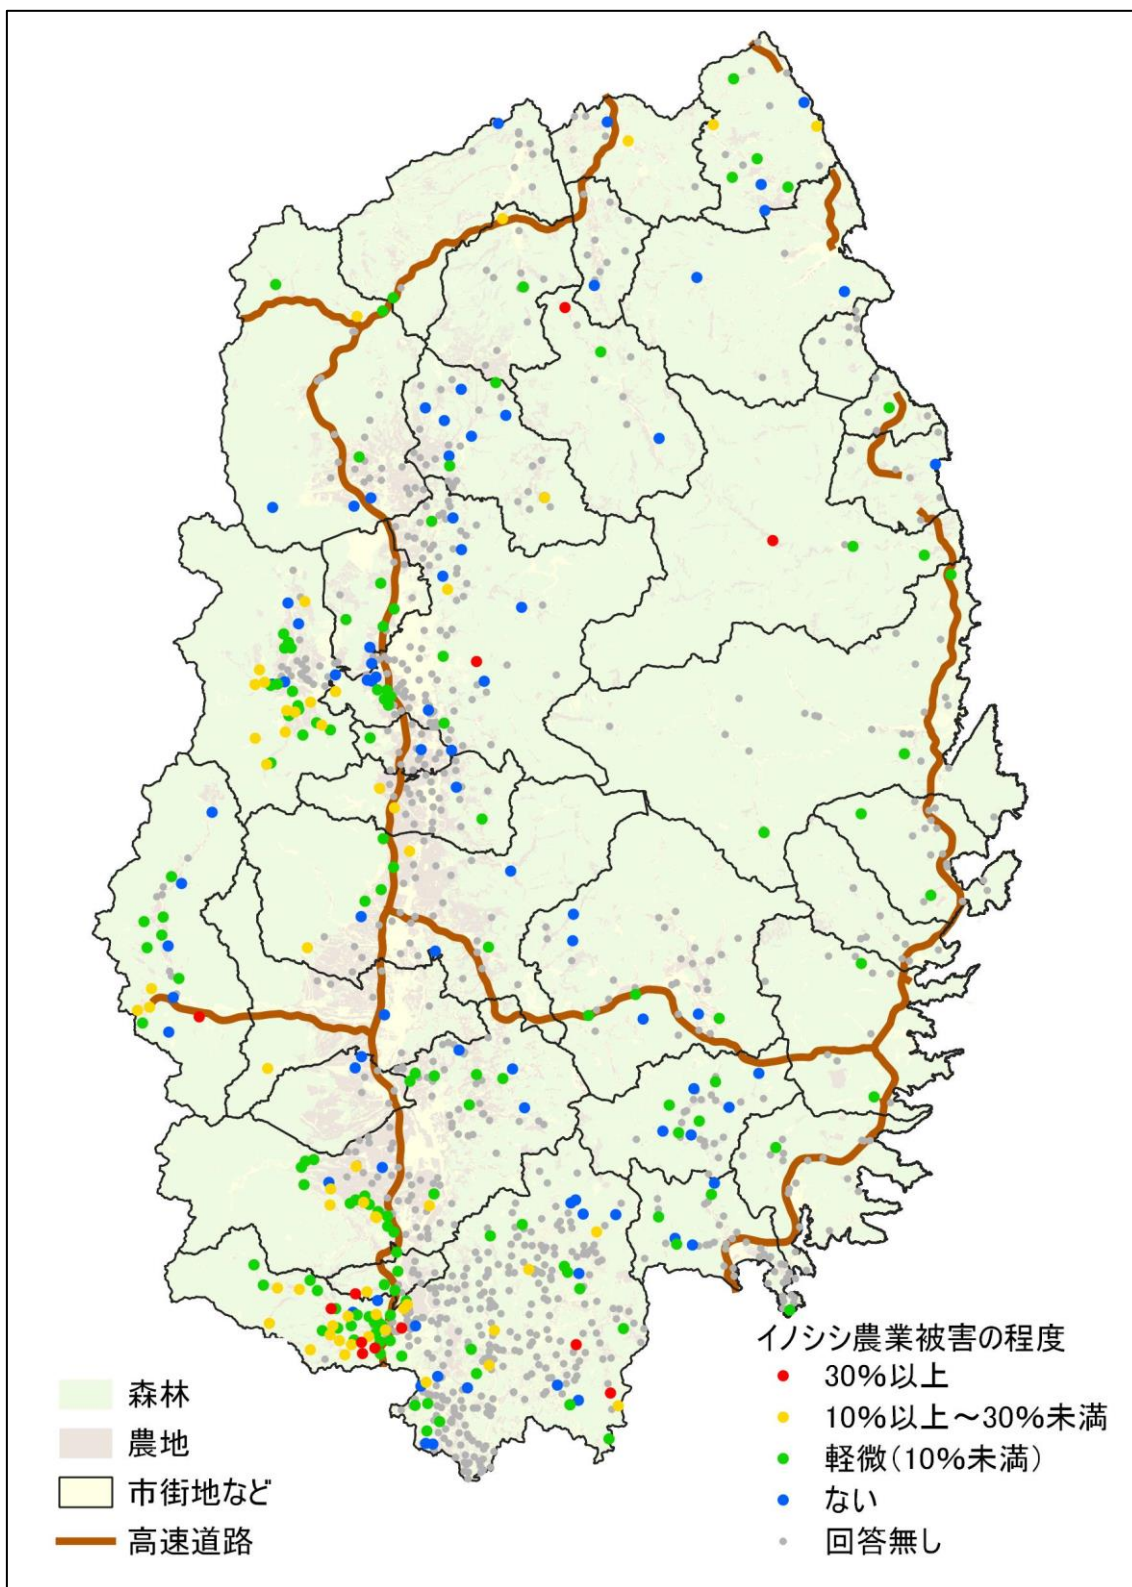 イノシシ農業被害の程度
30%以上
10%以上～30%未満
軽微(10%未満)
ない
回答無し
森林
農地
市街地など
高速道路